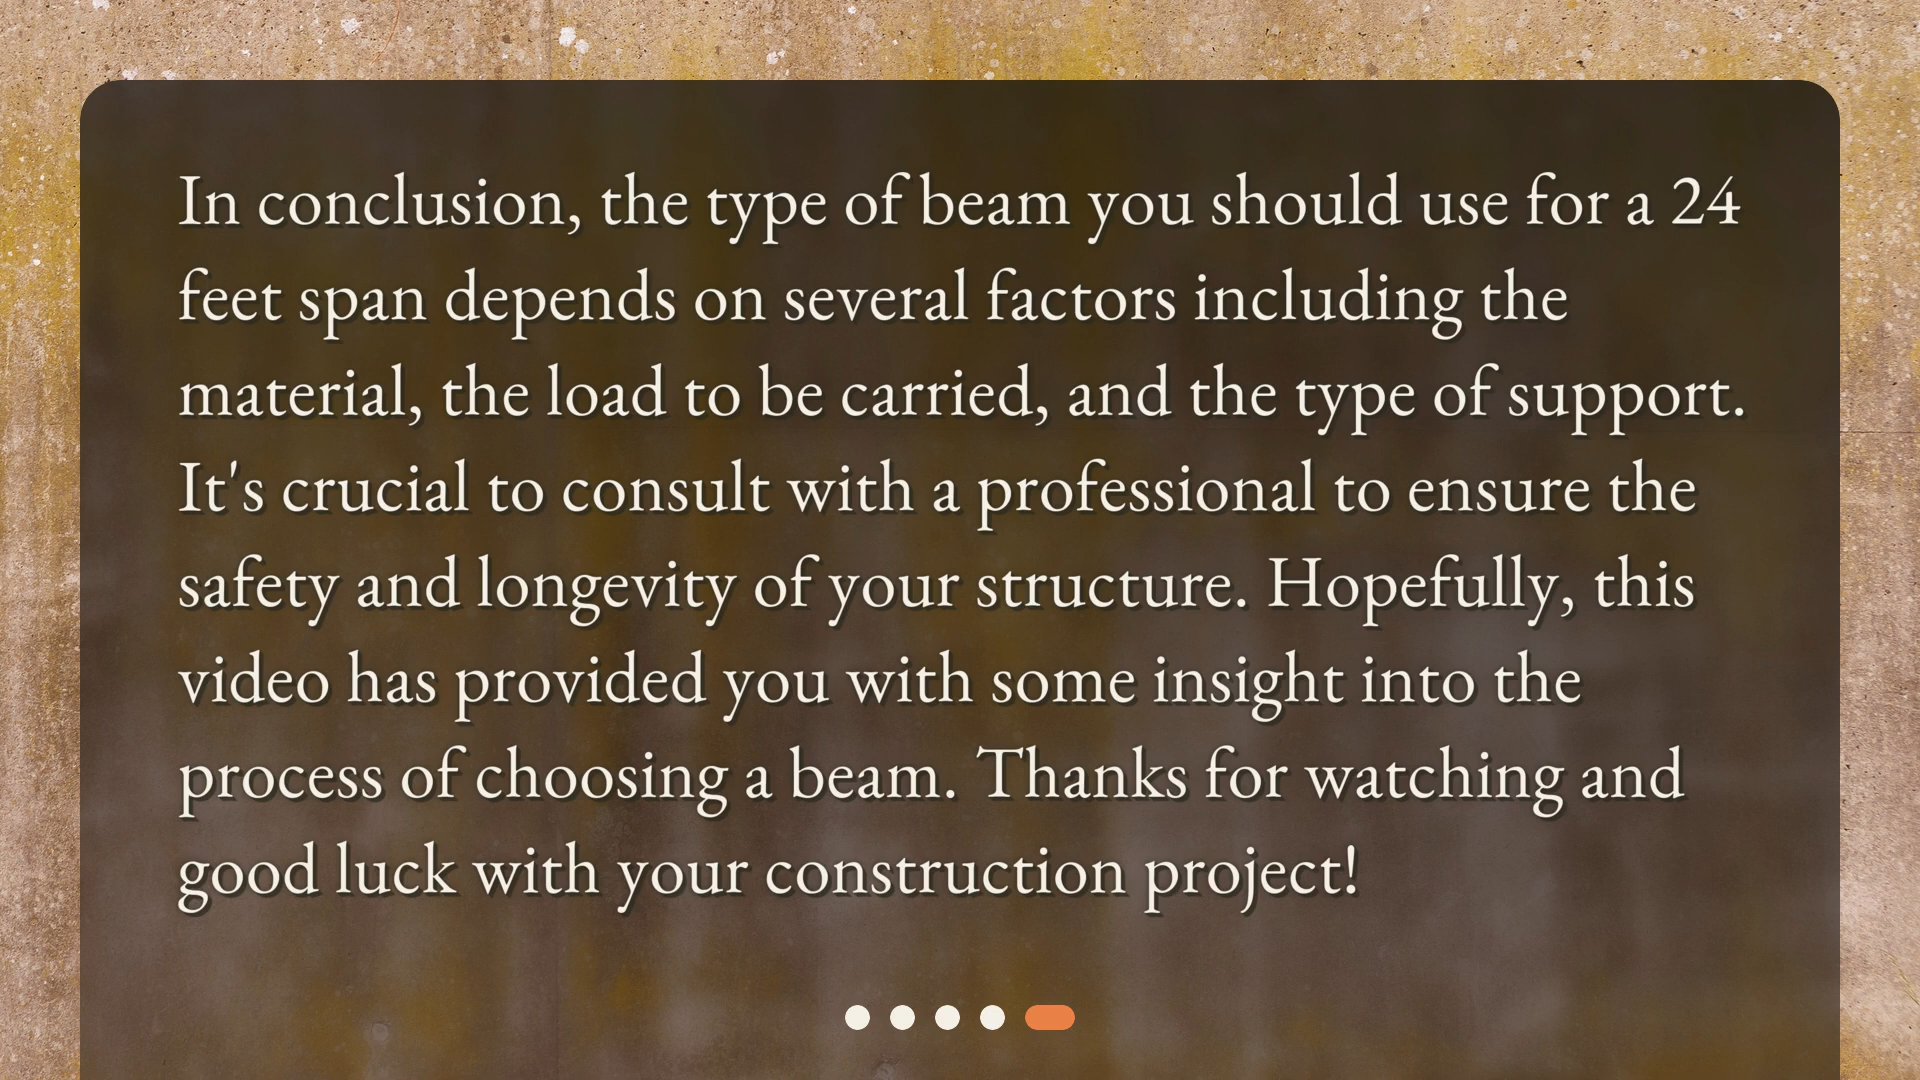 In conclusion, the type of beam you should use for a 24
feet span depends on several factors including the
material, the load to be carried, and the type of support.
It's crucial to consult with a professional to ensure the
safety and longevity of your structure. Hopefully, this
video has provided you with some insight into the
process of choosing a beam. Thanks for watching and
good luck with your construction project!